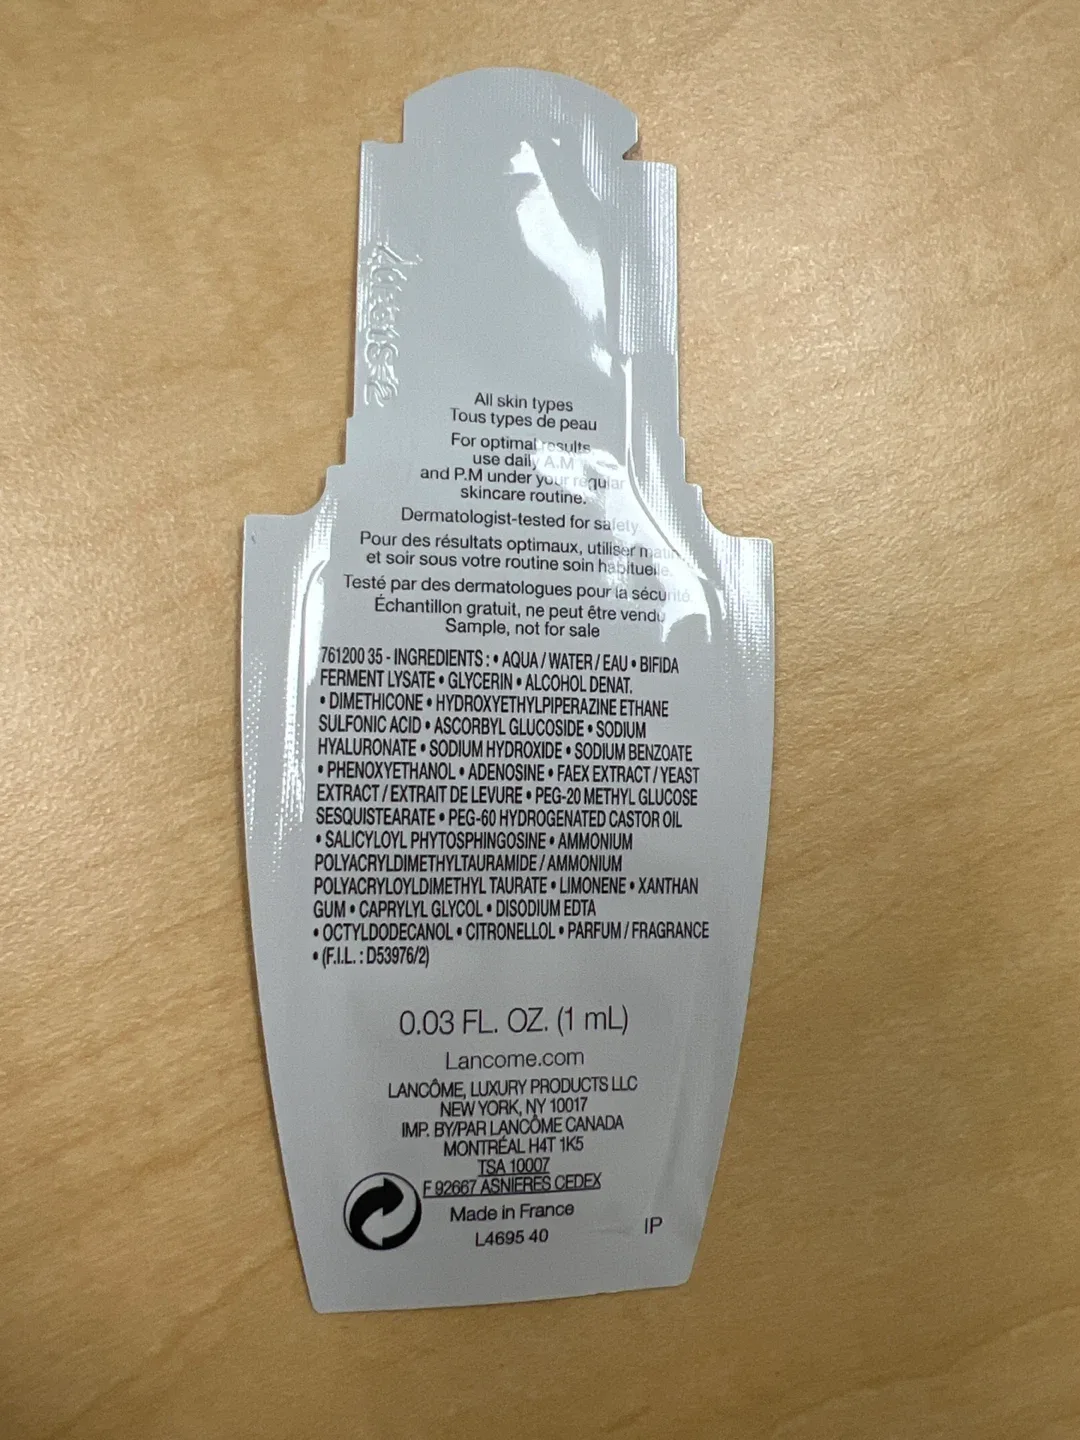 All skin types
Tous types de peau
For optimal results
use daily A.M
and P.M under your regular
skincare routine.
Dermatologist-tested for safety
Pour des résultats optimaux, utiliser matin
et soir sous votre routine soin habituelle.
Testé par des dermatologues pour la sécurité.
Échantillon gratuit, ne peut être vendu
Sample, not for sale
761200 35 - INGREDIENTS : • AQUA / WATER / EAU • BIFIDA
FERMENT LYSATE • GLYCERIN • ALCOHOL DENAT.
• DIMETHICONE • HYDROXYETHYLPIPERAZINE ETHANE
SULFONIC ACID • ASCORBYL GLUCOSIDE • SODIUM
HYALURONATE • SODIUM HYDROXIDE • SODIUM BENZOATE
• PHENOXYETHANOL • ADENOSINE • FAEX EXTRACT / YEAST
EXTRACT / EXTRAIT DE LEVURE • PEG-20 METHYL GLUCOSE
SESQUISTEARATE • PEG-60 HYDROGENATED CASTOR OIL
• SALICYLOYL PHYTOSPHINGOSINE • AMMONIUM
POLYACRYLDIMETHYLTAURAMIDE / AMMONIUM
POLYACRYLOYLDIMETHYL TAURATE • LIMONENE • XANTHAN
GUM • CAPRYLYL GLYCOL • DISODIUM EDTA
• OCTYLDODECANOL • CITRONELLOL • PARFUM / FRAGRANCE
• (F.I.L. : D53976/2)
0.03 FL. OZ. (1 mL)
Lancome.com
LANCÔME, LUXURY PRODUCTS LLC
NEW YORK, NY 10017
IMP. BY/PAR LANCÔME CANADA
MONTRÉAL H4T 1K5
TSA 10007
F 92667 ASNIERES CEDEX
Made in France
L4695 40
IP